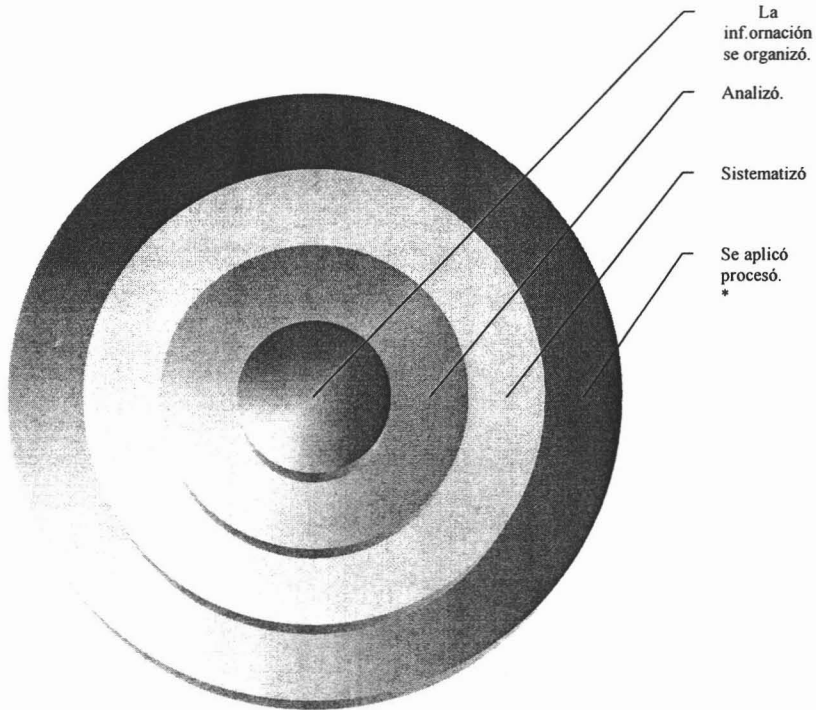 La
inf.ornación
se organizó.
Analizó.
Sistematizó
Se aplicó
procesó.
*